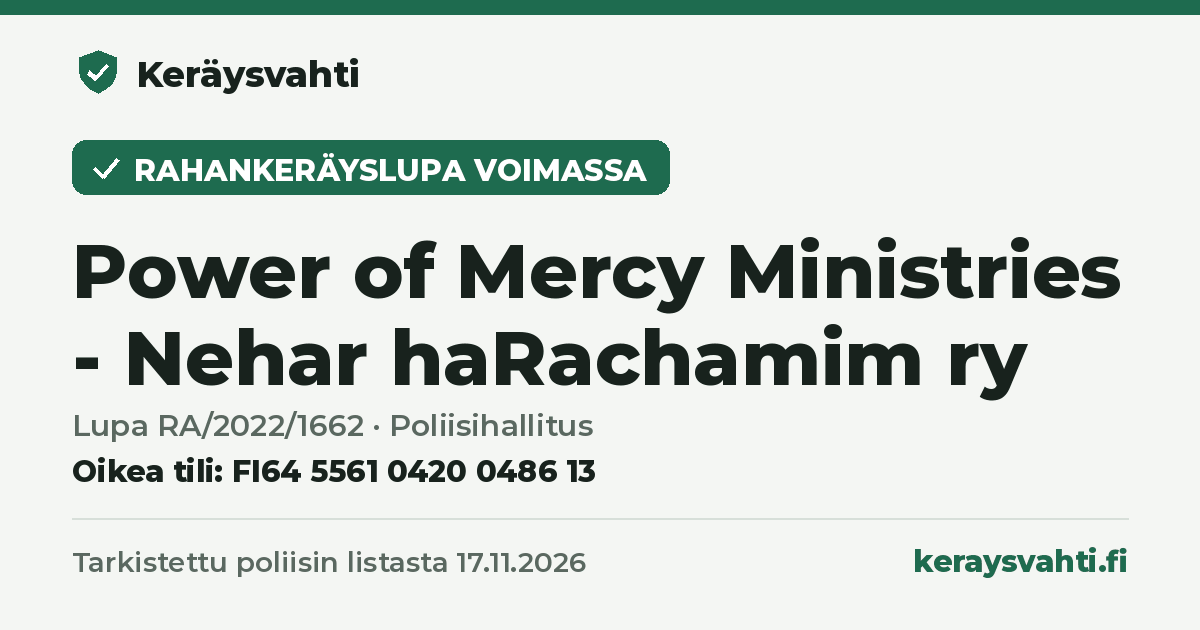 Keräysvahti
RAHANKERÄYSLUPA VOIMASSA
Power of Mercy Ministries
- Nehar haRachamim ry
Lupa RA/2022/1662 · Poliisihallitus
Oikea tili: FI64 5561 0420 0486 13
Tarkistettu poliisin listasta 17.11.2026
keraysvahti.fi